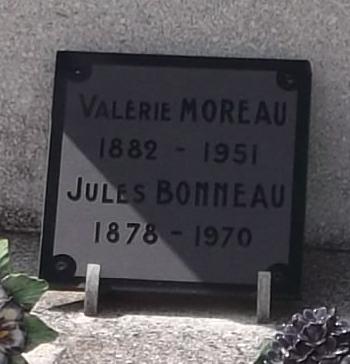 Valérie MOREAU
1882 - 1951
Jules BONNEAU
1878 - 1970